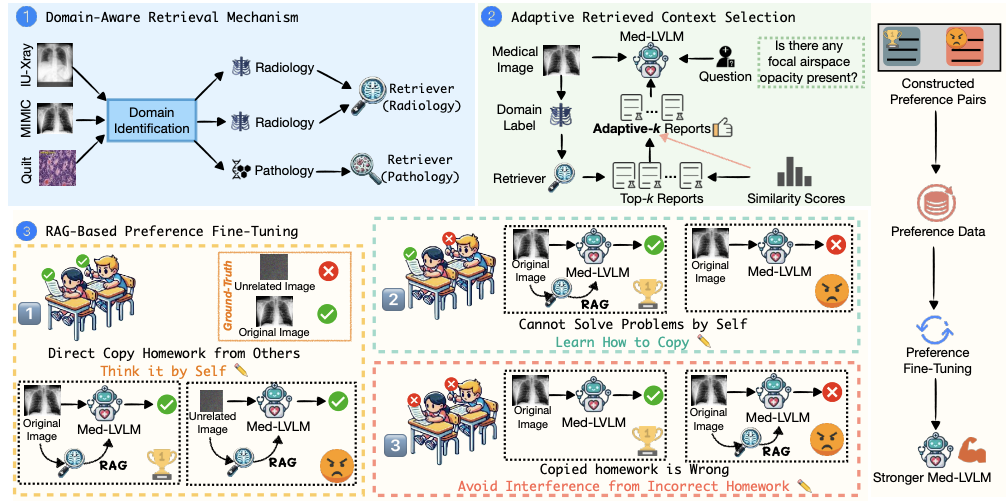 1 Domain-Aware Retrieval Mechanism
IU-Xray
MIMIC
Quilt
Domain
Identification
Radiology
Radiology
Pathology
Retriever
(Radiology)
Retriever
(Pathology)
2 Adaptive Retrieved Context Selection
Medical
Image
Med-LVLM
Question
Is there any
focal airspace
opacity present?
Domain
Label
Adaptive-k Reports
Retriever
Top-k Reports
Similarity Scores
3 RAG-Based Preference Fine-Tuning
1
Ground-Truth
Unrelated Image
Original Image
Direct Copy Homework from Others
Think it by Self
Original
Image
Med-LVLM
RAG
1
Unrelated
Image
Med-LVLM
RAG
2
Original
Image
Med-LVLM
RAG
1
Original
Image
Med-LVLM
Cannot Solve Problems by Self
Learn How to Copy
3
Original
Image
Med-LVLM
1
Original
Image
Med-LVLM
RAG
Copied homework is Wrong
Avoid Interference from Incorrect Homework
1
Constructed
Preference Pairs
Preference Data
Preference
Fine-Tuning
Stronger Med-LVLM